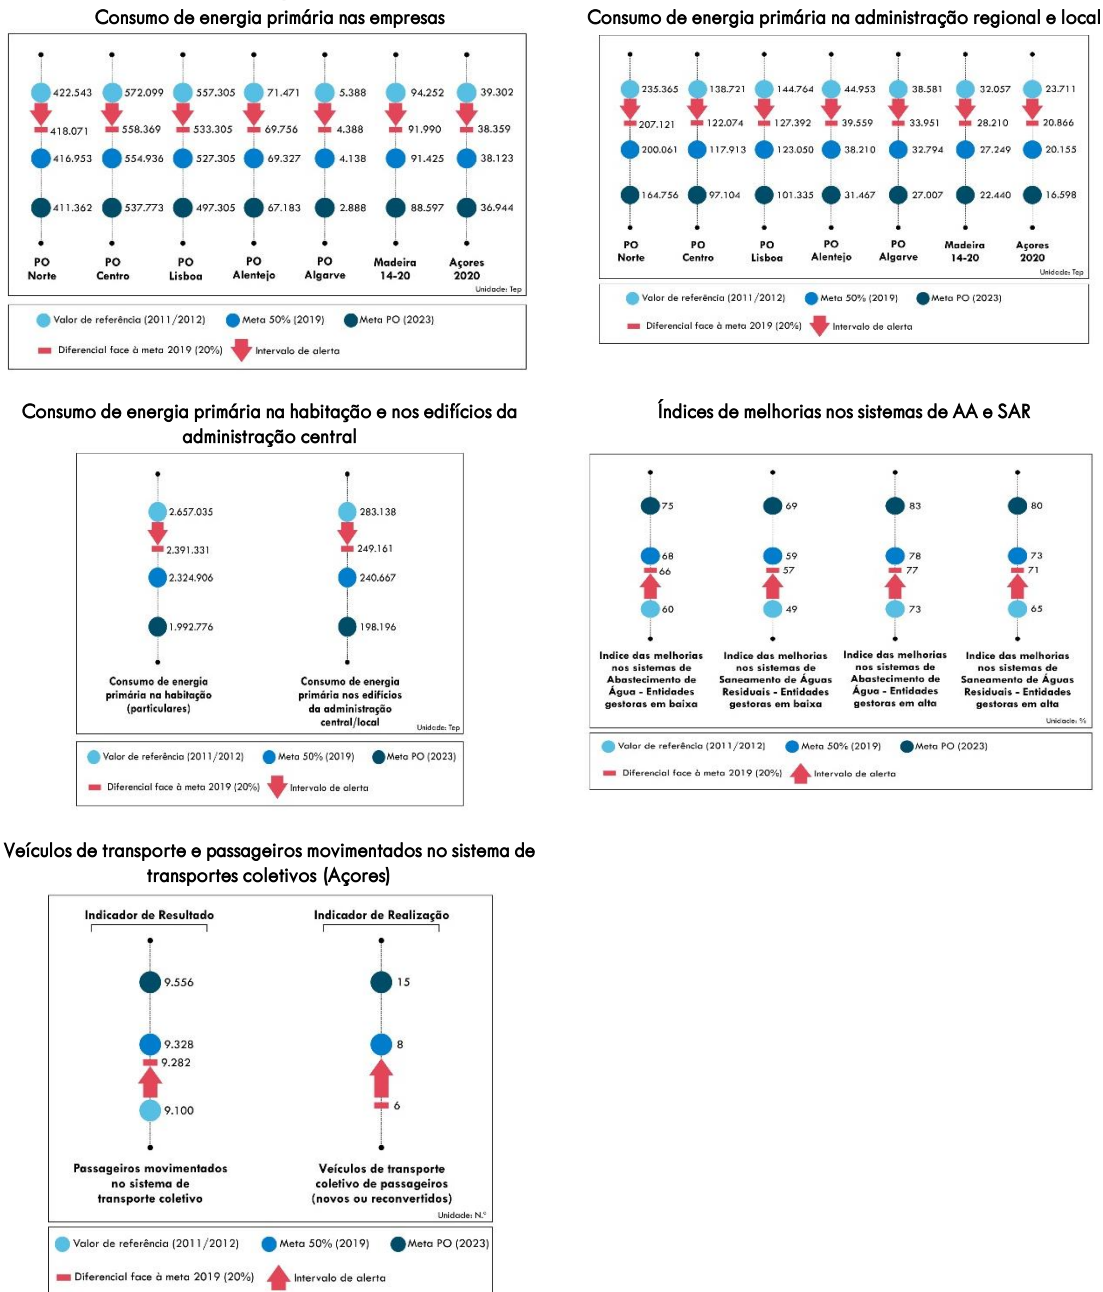 Consumo de energia primária nas empresas
422.543 572.099 557.305 71.471 5.388 94.252 39.302
418.071 558.369 533.305 69.756 4.388 91.990 38.359
416.953 554.936 527.305 69.327 4.138 91.425 38.123
411.362 537.773 497.305 67.183 2.888 88.597 36.944
PO PO PO PO PO Madeira Açores
Norte Centro Lisboa Alentejo Algarve 14-20 2020
Unidade: Tep
Valor de referência (2011/2012) Meta 50% (2019) Meta PO (2023)
Diferencial face à meta 2019 (20%) Intervalo de alerta
Consumo de energia primária na administração regional e local
235.365 138.721 144.764 44.953 38.581 32.057 23.711
207.121 122.074 127.392 39.559 33.951 28.210 20.866
200.061 117.913 123.050 38.210 32.794 27.249 20.155
164.756 97.104 101.335 31.467 27.007 22.440 16.598
PO PO PO PO PO Madeira Açores
Norte Centro Lisboa Alentejo Algarve 14-20 2020
Unidade: Tep
Valor de referência (2011/2012) Meta 50% (2019) Meta PO (2023)
Diferencial face à meta 2019 (20%) Intervalo de alerta
Consumo de energia primária na habitação e nos edifícios da
administração central
2.657.035 283.138
2.391.331 249.161
2.324.906 240.667
1.992.776 198.196
Consumo de energia Consumo de energia
primária na habitação primária nos edifícios
(particulares) da administração
central/local
Unidade: Tep
Valor de referência (2011/2012) Meta 50% (2019) Meta PO (2023)
Diferencial face à meta 2019 (20%) Intervalo de alerta
Índices de melhorias nos sistemas de AA e SAR
75 69 83 80
68 59 78 73
66 57 77 71
60 49 73 65
Indice das melhorias Indice das melhorias Indice das melhorias Indice das melhorias
nos sistemas de nos sistemas de nos sistemas de nos sistemas de
Abastecimento de Saneamento de Águas Abastecimento de Saneamento de Águas
Água - Entidades Residuais - Entidades Água - Entidades Residuais - Entidades
gestoras em baixa gestoras em baixa gestoras em alta gestoras em alta
Unidade: %
Valor de referência (2011/2012) Meta 50% (2019) Meta PO (2023)
Diferencial face à meta 2019 (20%) Intervalo de alerta
Veículos de transporte e passageiros movimentados no sistema de
transportes coletivos (Açores)
Indicador de Resultado Indicador de Realização
9.556 15
9.328 8
9.282
9.100 6
Passageiros movimentados Veículos de transporte
no sistema de coletivo de passageiros
transporte coletivo (novos ou reconvertidos)
Unidade: N.º
Valor de referência (2011/2012) Meta 50% (2019) Meta PO (2023)
Diferencial face à meta 2019 (20%) Intervalo de alerta